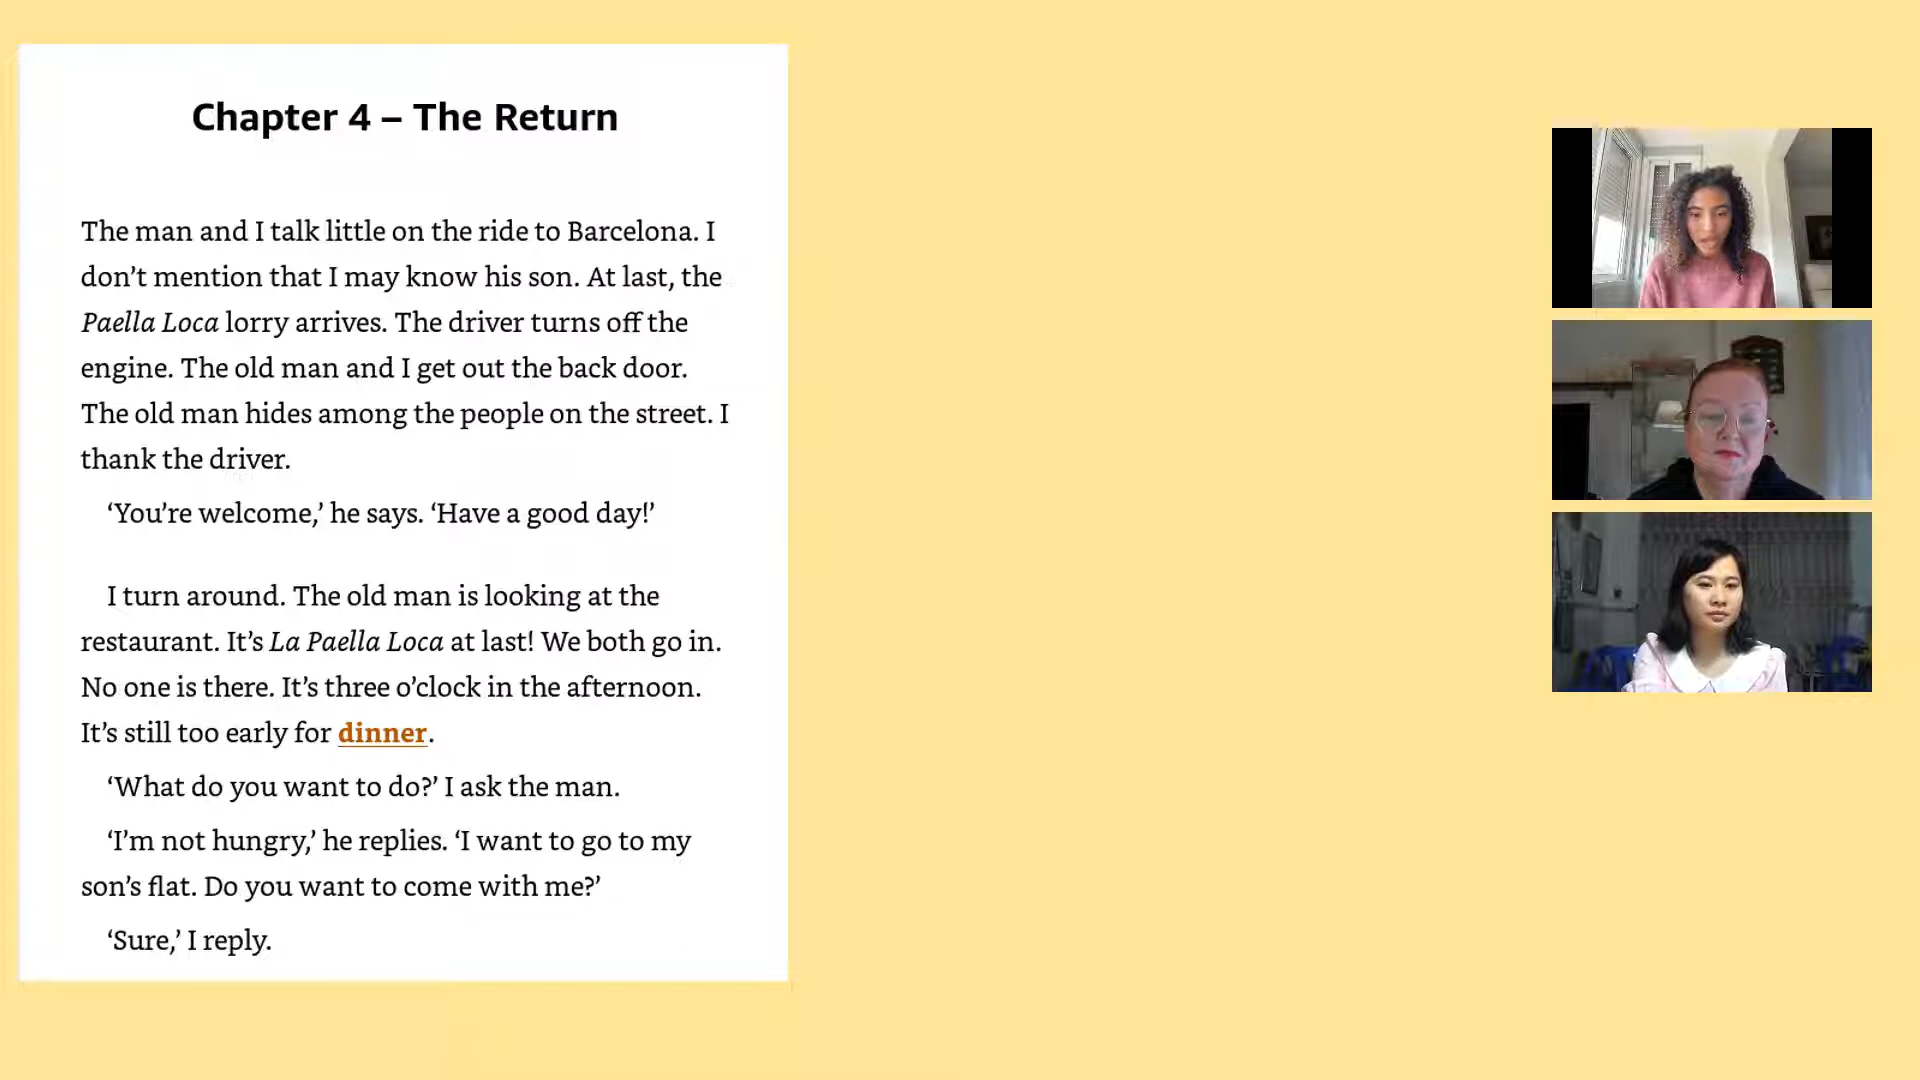 Chapter 4 – The Return
The man and I talk little on the ride to Barcelona. I
don’t mention that I may know his son. At last, the
Paella Loca lorry arrives. The driver turns off the
engine. The old man and I get out the back door.
The old man hides among the people on the street. I
thank the driver.
‘You’re welcome,’ he says. ‘Have a good day!’
I turn around. The old man is looking at the
restaurant. It’s La Paella Loca at last! We both go in.
No one is there. It’s three o’clock in the afternoon.
It’s still too early for dinner.
‘What do you want to do?’ I ask the man.
‘I’m not hungry,’ he replies. ‘I want to go to my
son’s flat. Do you want to come with me?’
‘Sure,’ I reply.